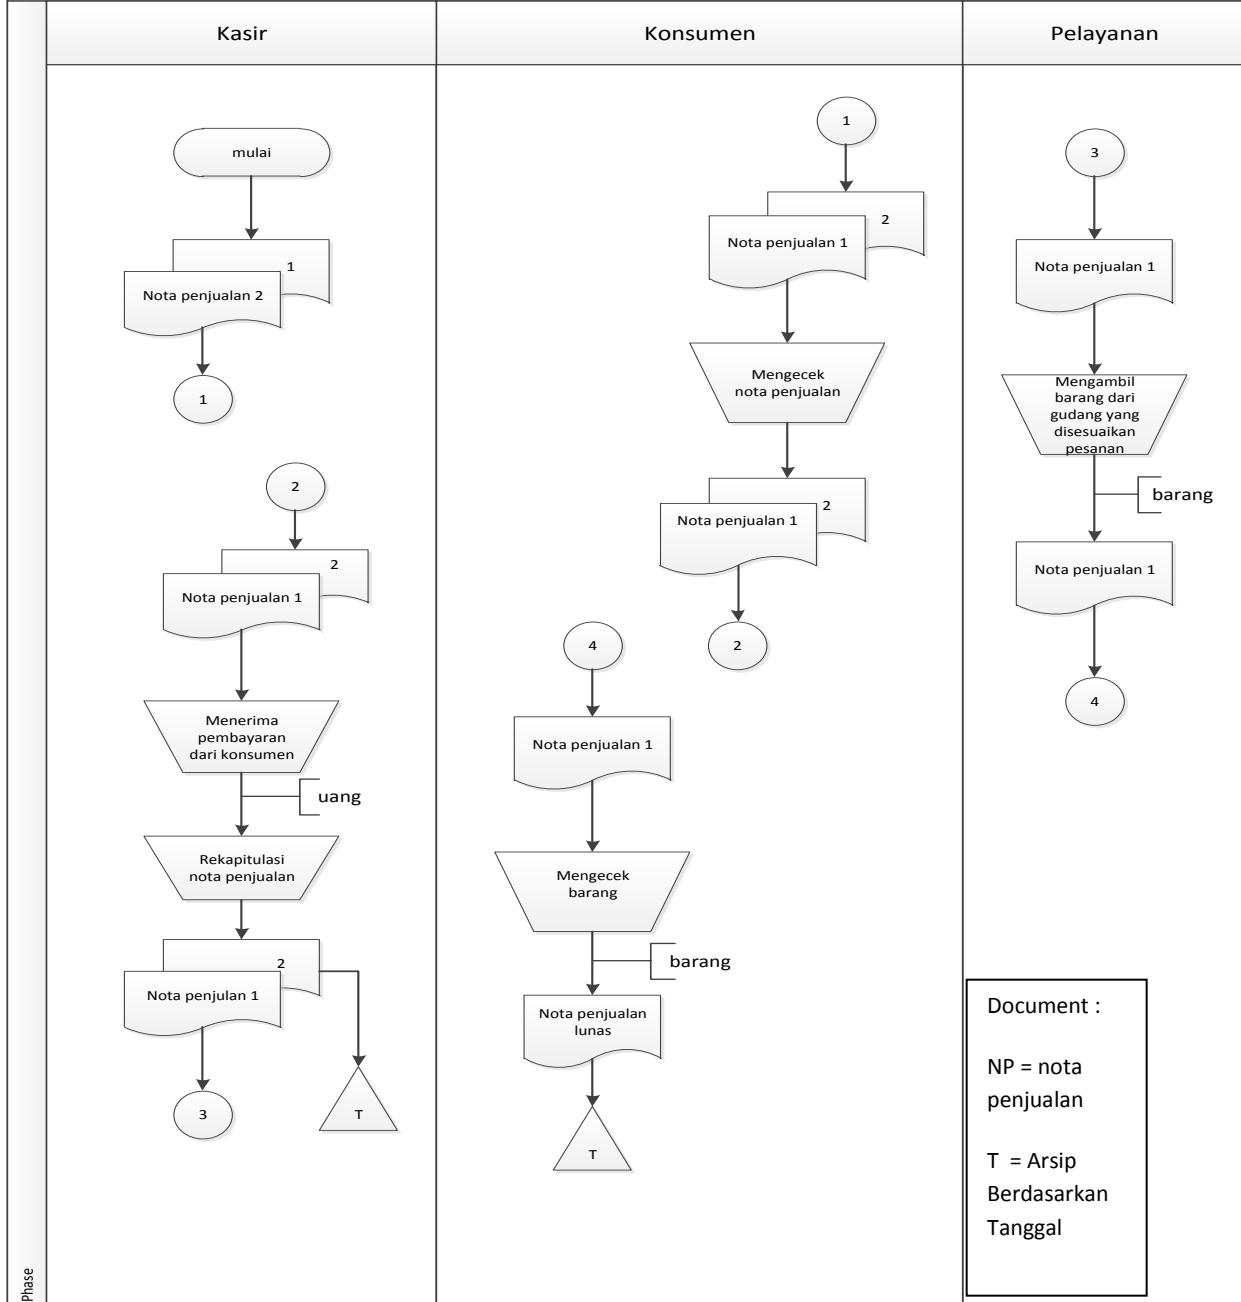 Kasir
Konsumen
Pelayanan
mulai
1
Nota penjualan 2
1
2
2
Nota penjualan 1
Menerima
pembayaran
dari konsumen
uang
Rekapitulasi
nota penjualan
2
Nota penjulan 1
3
T
1
2
Nota penjualan 1
Mengecek
nota penjualan
2
Nota penjualan 1
2
4
Nota penjualan 1
Mengecek
barang
barang
Nota penjualan
lunas
T
3
Nota penjualan 1
Mengambil
barang dari
gudang yang
disesuaikan
pesanan
barang
Nota penjualan 1
4
Document :
NP = nota
penjualan
T = Arsip
Berdasarkan
Tanggal
Phase